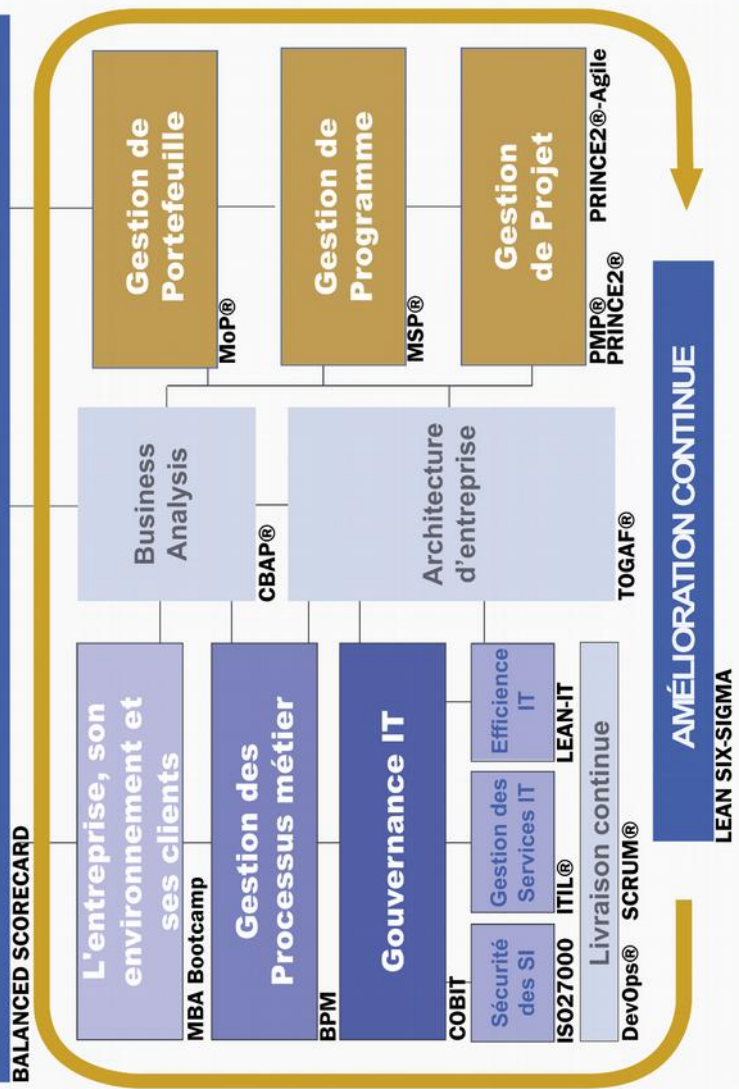 BALANCED SCORECARD
L'entreprise, son
environnement et
ses clients
MBA Bootcamp
Gestion des
Processus métier
BPM
Gouvernance IT
COBIT
Sécurité
des SI
ISO27000
Gestion des
Services IT
ITIL®
Efficience
IT
LEAN-IT
Livraison continue
DevOps® SCRUM®
Business
Analysis
CBAP®
Architecture
d'entreprise
TOGAF®
Gestion de
Portefeuille
MoP®
Gestion de
Programme
MSP®
Gestion
de Projet
PMP®
PRINCE2®
PRINCE2®-Agile
AMÉLIORATION CONTINUE
LEAN SIX-SIGMA